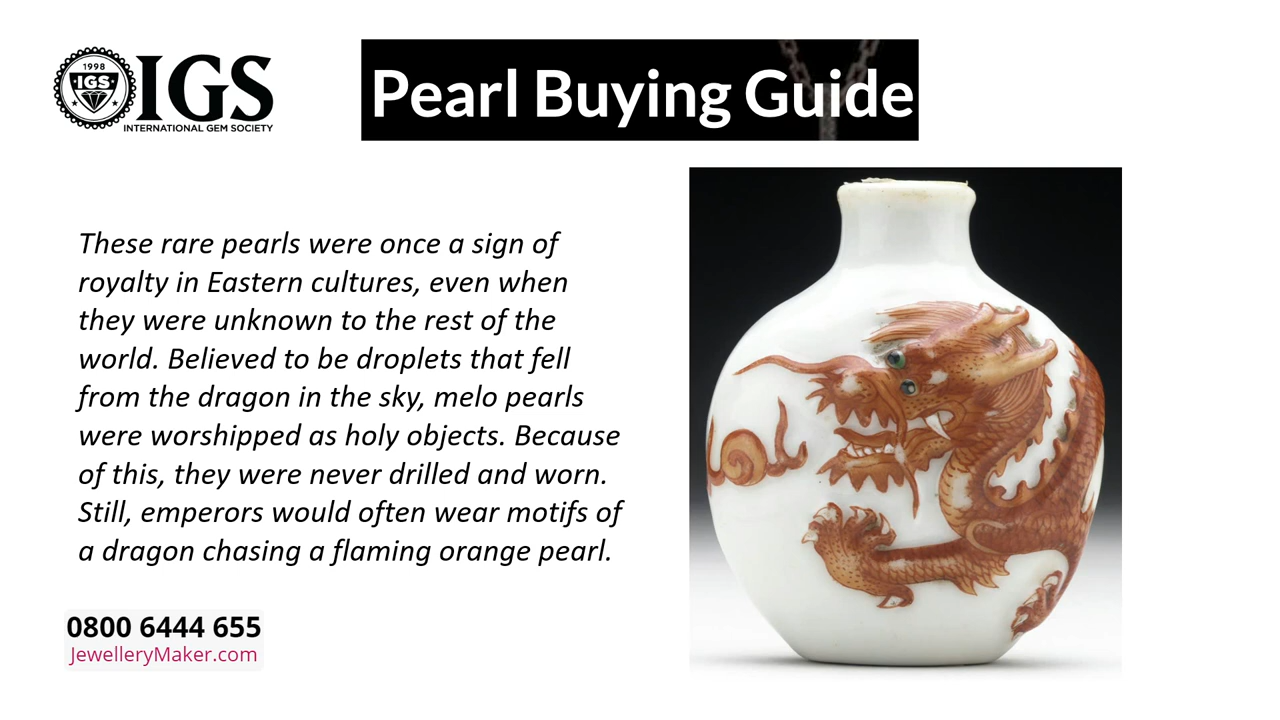 1998
IGS
IGS
INTERNATIONAL GEM SOCIETY
Pearl Buying Guide
These rare pearls were once a sign of
royalty in Eastern cultures, even when
they were unknown to the rest of the
world. Believed to be droplets that fell
from the dragon in the sky, melo pearls
were worshipped as holy objects. Because
of this, they were never drilled and worn.
Still, emperors would often wear motifs of
a dragon chasing a flaming orange pearl.
0800 6444 655
JewelleryMaker.com